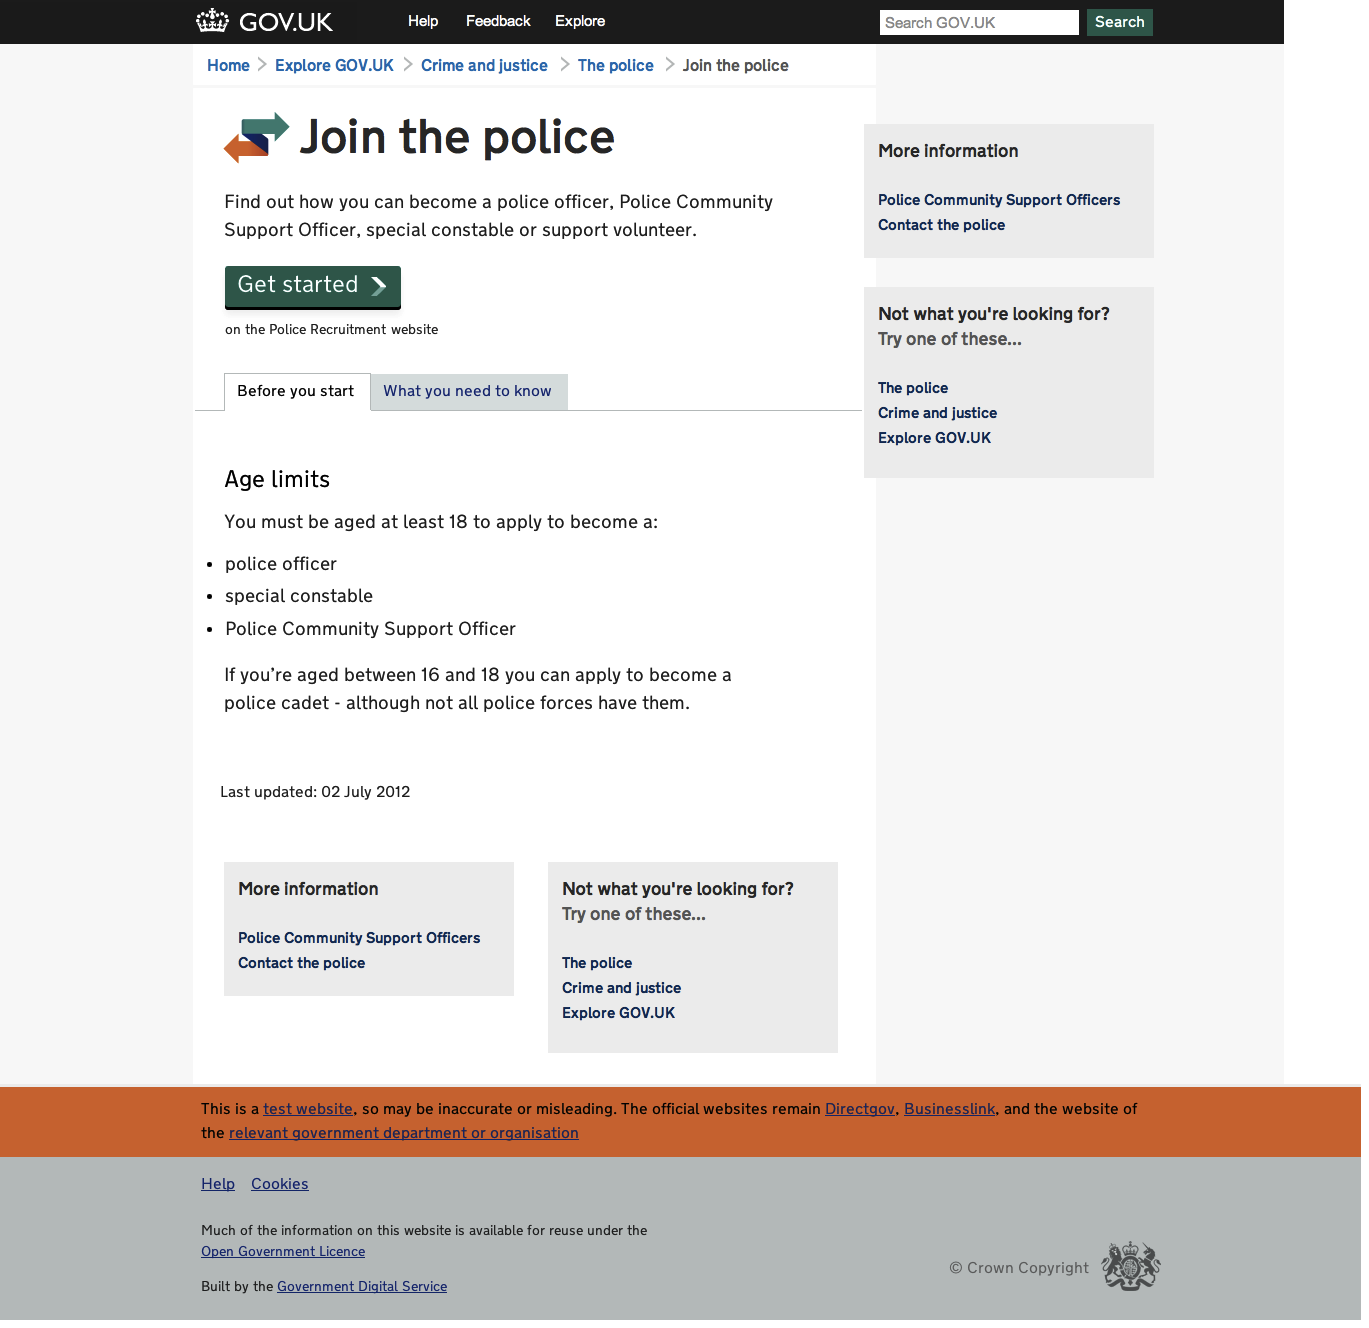 GOV.UK Help Feedback Explore Search GOV.UK Search
Home Explore GOV.UK Crime and justice The police Join the police
Join the police
Find out how you can become a police officer, Police Community
Support Officer, special constable or support volunteer.
Get started
on the Police Recruitment website
Before you start What you need to know
Age limits
You must be aged at least 18 to apply to become a:
• police officer
• special constable
• Police Community Support Officer
If you’re aged between 16 and 18 you can apply to become a
police cadet - although not all police forces have them.
Last updated: 02 July 2012
More information
Police Community Support Officers
Contact the police
Not what you're looking for?
Try one of these...
The police
Crime and justice
Explore GOV.UK
More information
Police Community Support Officers
Contact the police
Not what you're looking for?
Try one of these...
The police
Crime and justice
Explore GOV.UK
This is a test website, so may be inaccurate or misleading. The official websites remain Directgov, Businesslink, and the website of
the relevant government department or organisation
Help Cookies
Much of the information on this website is available for reuse under the
Open Government Licence
Built by the Government Digital Service
© Crown Copyright